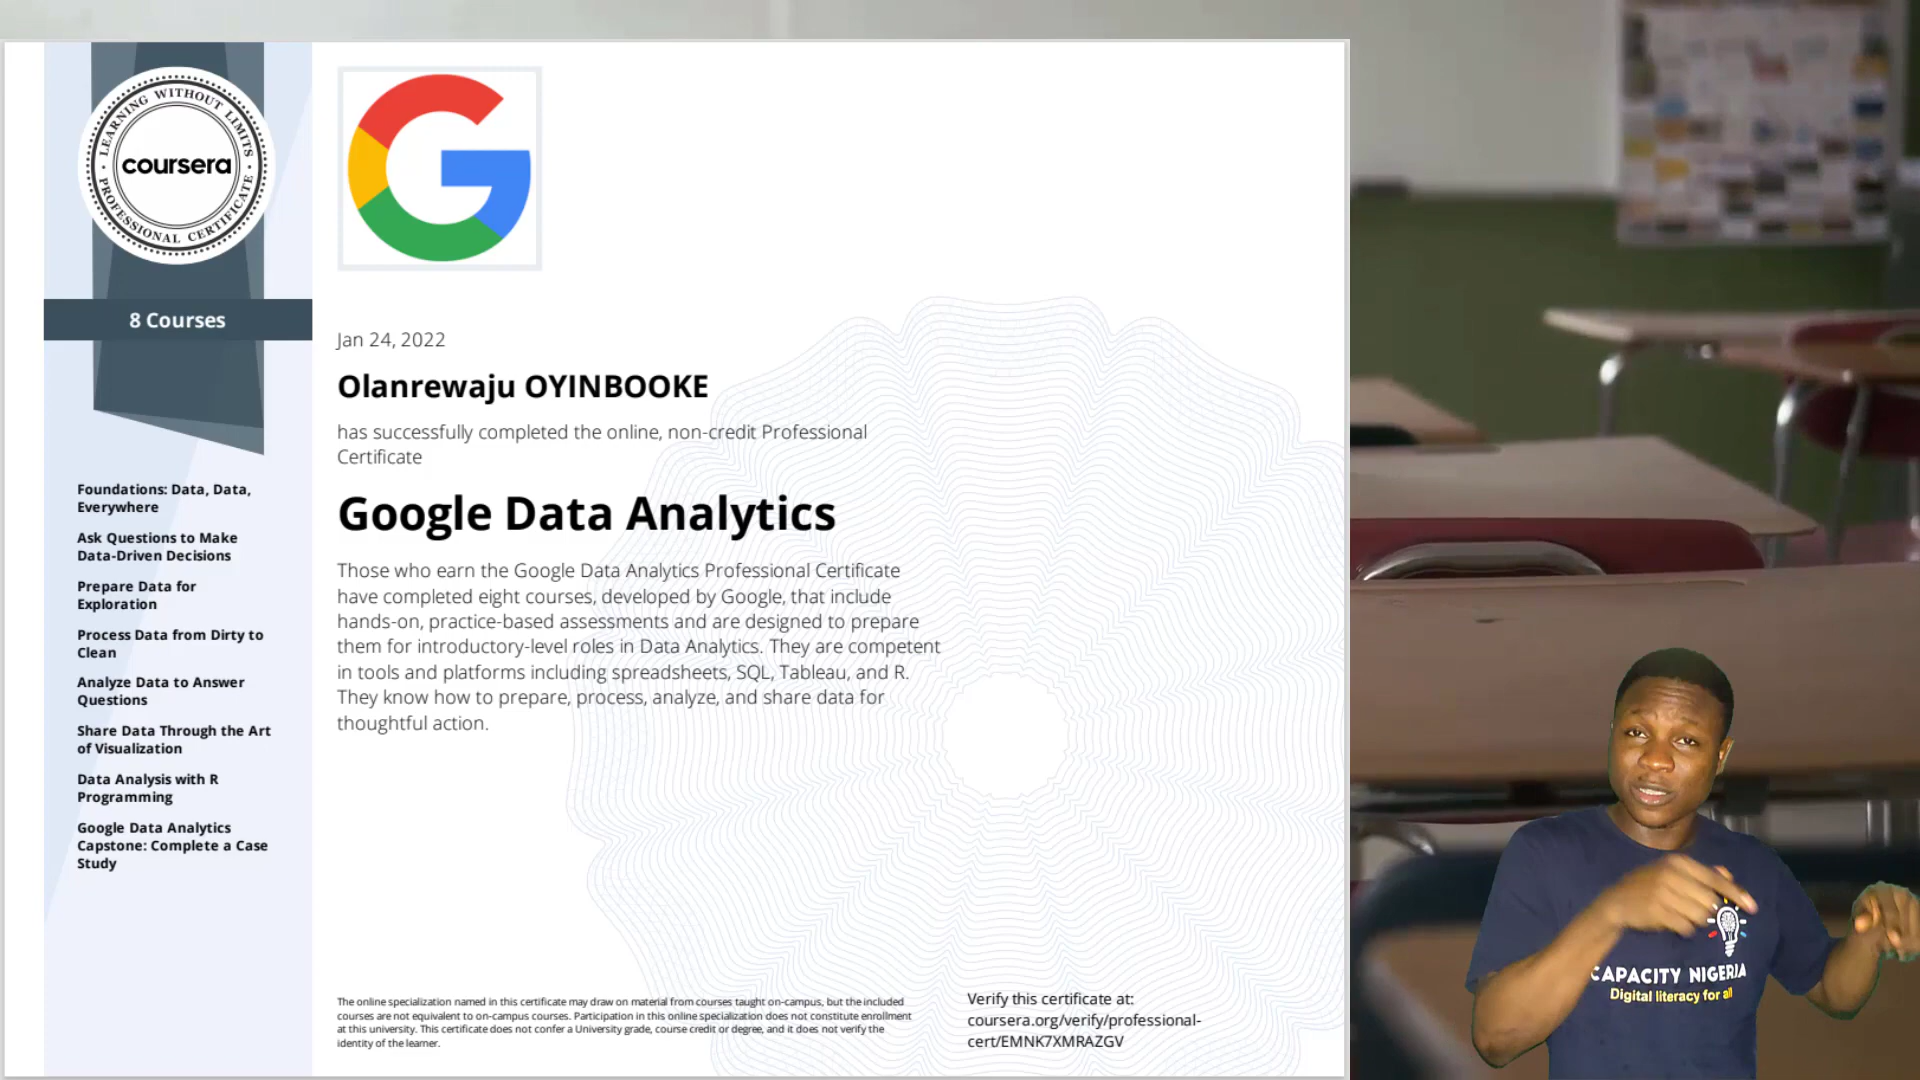 LEARNING WITHOUT LIMITS
coursera
PROFESSIONAL CERTIFICATE
8 Courses
Foundations: Data, Data,
Everywhere
Ask Questions to Make
Data-Driven Decisions
Prepare Data for
Exploration
Process Data from Dirty to
Clean
Analyze Data to Answer
Questions
Share Data Through the Art
of Visualization
Data Analysis with R
Programming
Google Data Analytics
Capstone: Complete a Case
Study
Jan 24, 2022
Olanrewaju OYINBOOKE
has successfully completed the online, non-credit Professional
Certificate
Google Data Analytics
Those who earn the Google Data Analytics Professional Certificate
have completed eight courses, developed by Google, that include
hands-on, practice-based assessments and are designed to prepare
them for introductory-level roles in Data Analytics. They are competent
in tools and platforms including spreadsheets, SQL, Tableau, and R.
They know how to prepare, process, analyze, and share data for
thoughtful action.
The online specialization named in this certificate may draw on material from courses taught on-campus, but the included
courses are not equivalent to on-campus courses. Participation in this online specialization does not constitute enrollment
at this university. This certificate does not confer a University grade, course credit or degree, and it does not verify the
identity of the learner.
Verify this certificate at:
coursera.org/verify/professional-
cert/EMNK7XMRAZGV
CAPACITY NIGERIA
Digital literacy for all